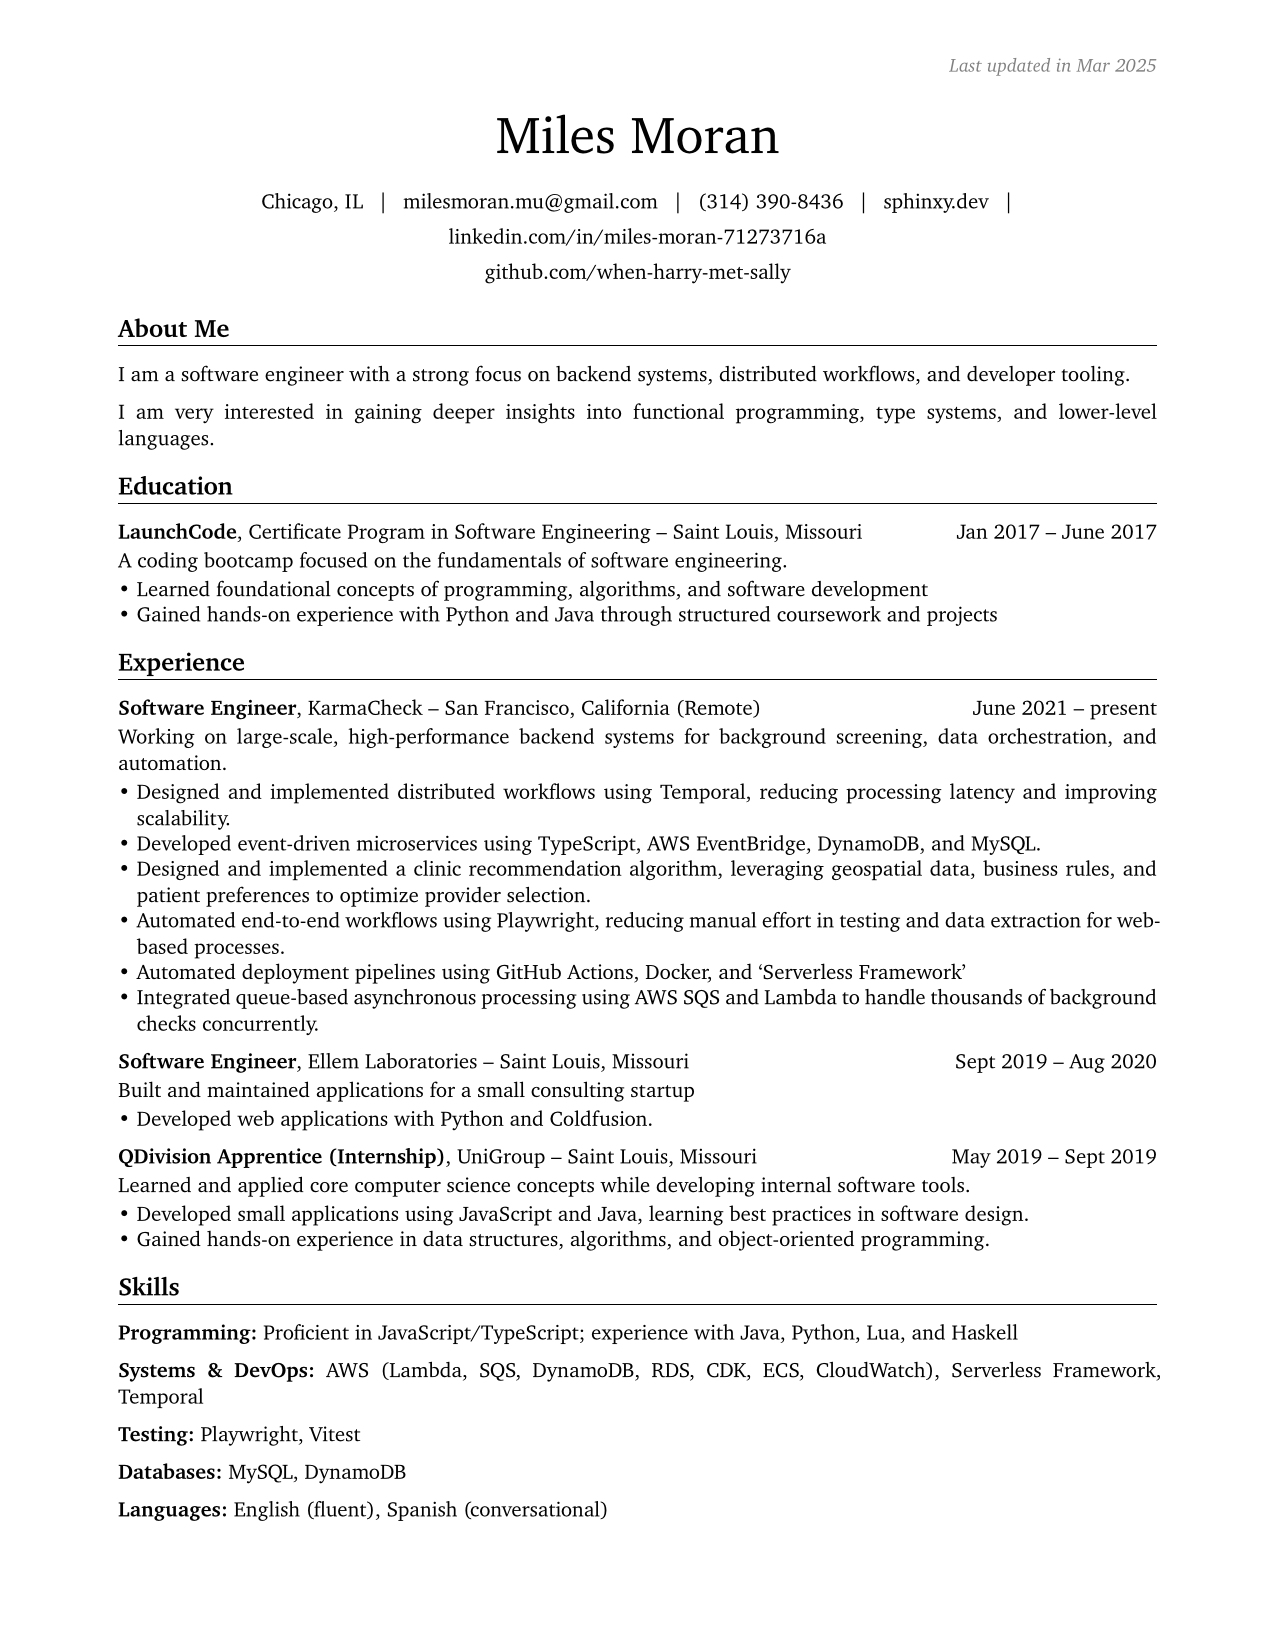 Last updated in Mar 2025
Miles Moran
Chicago, IL | milesmoran.mu@gmail.com | (314) 390-8436 | sphinxy.dev |
linkedin.com/in/miles-moran-71273716a
github.com/when-harry-met-sally
About Me
I am a software engineer with a strong focus on backend systems, distributed workflows, and developer tooling.
I am very interested in gaining deeper insights into functional programming, type systems, and lower-level
languages.
Education
LaunchCode, Certificate Program in Software Engineering – Saint Louis, Missouri Jan 2017 – June 2017
A coding bootcamp focused on the fundamentals of software engineering.
• Learned foundational concepts of programming, algorithms, and software development
• Gained hands-on experience with Python and Java through structured coursework and projects
Experience
Software Engineer, KarmaCheck – San Francisco, California (Remote) June 2021 – present
Working on large-scale, high-performance backend systems for background screening, data orchestration, and
automation.
• Designed and implemented distributed workflows using Temporal, reducing processing latency and improving
scalability.
• Developed event-driven microservices using TypeScript, AWS EventBridge, DynamoDB, and MySQL.
• Designed and implemented a clinic recommendation algorithm, leveraging geospatial data, business rules, and
patient preferences to optimize provider selection.
• Automated end-to-end workflows using Playwright, reducing manual effort in testing and data extraction for web-
based processes.
• Automated deployment pipelines using GitHub Actions, Docker, and ‘Serverless Framework’
• Integrated queue-based asynchronous processing using AWS SQS and Lambda to handle thousands of background
checks concurrently.
Software Engineer, Ellem Laboratories – Saint Louis, Missouri Sept 2019 – Aug 2020
Built and maintained applications for a small consulting startup
• Developed web applications with Python and Coldfusion.
QDivision Apprentice (Internship), UniGroup – Saint Louis, Missouri May 2019 – Sept 2019
Learned and applied core computer science concepts while developing internal software tools.
• Developed small applications using JavaScript and Java, learning best practices in software design.
• Gained hands-on experience in data structures, algorithms, and object-oriented programming.
Skills
Programming: Proficient in JavaScript/TypeScript; experience with Java, Python, Lua, and Haskell
Systems & DevOps: AWS (Lambda, SQS, DynamoDB, RDS, CDK, ECS, CloudWatch), Serverless Framework,
Temporal
Testing: Playwright, Vitest
Databases: MySQL, DynamoDB
Languages: English (fluent), Spanish (conversational)